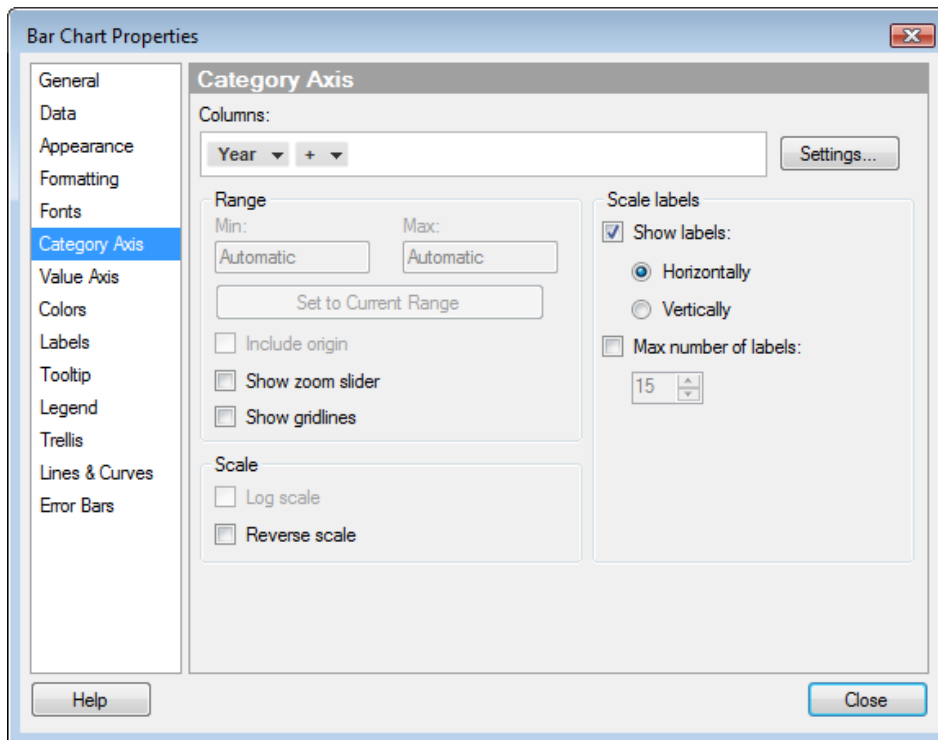 Bar Chart Properties
General
Data
Appearance
Formatting
Fonts
Category Axis
Value Axis
Colors
Labels
Tooltip
Legend
Trellis
Lines & Curves
Error Bars
Category Axis
Columns:
Year + Settings...
Range
Min: Max:
Automatic Automatic
Set to Current Range
Include origin
Show zoom slider
Show gridlines
Scale
Log scale
Reverse scale
Scale labels
Show labels:
Horizontally
Vertically
Max number of labels:
15
Help Close